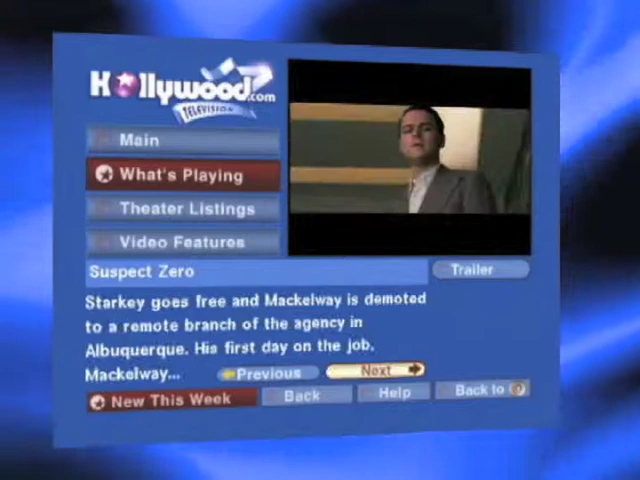 Hollywood.com
TELEVISION
Main
What's Playing
Theater Listings
Video Features
Suspect Zero
Trailer
Starkey goes free and Mackelway is demoted
to a remote branch of the agency in
Albuquerque. His first day on the job,
Mackelway...
Previous
Next
New This Week
Back
Help
Back to